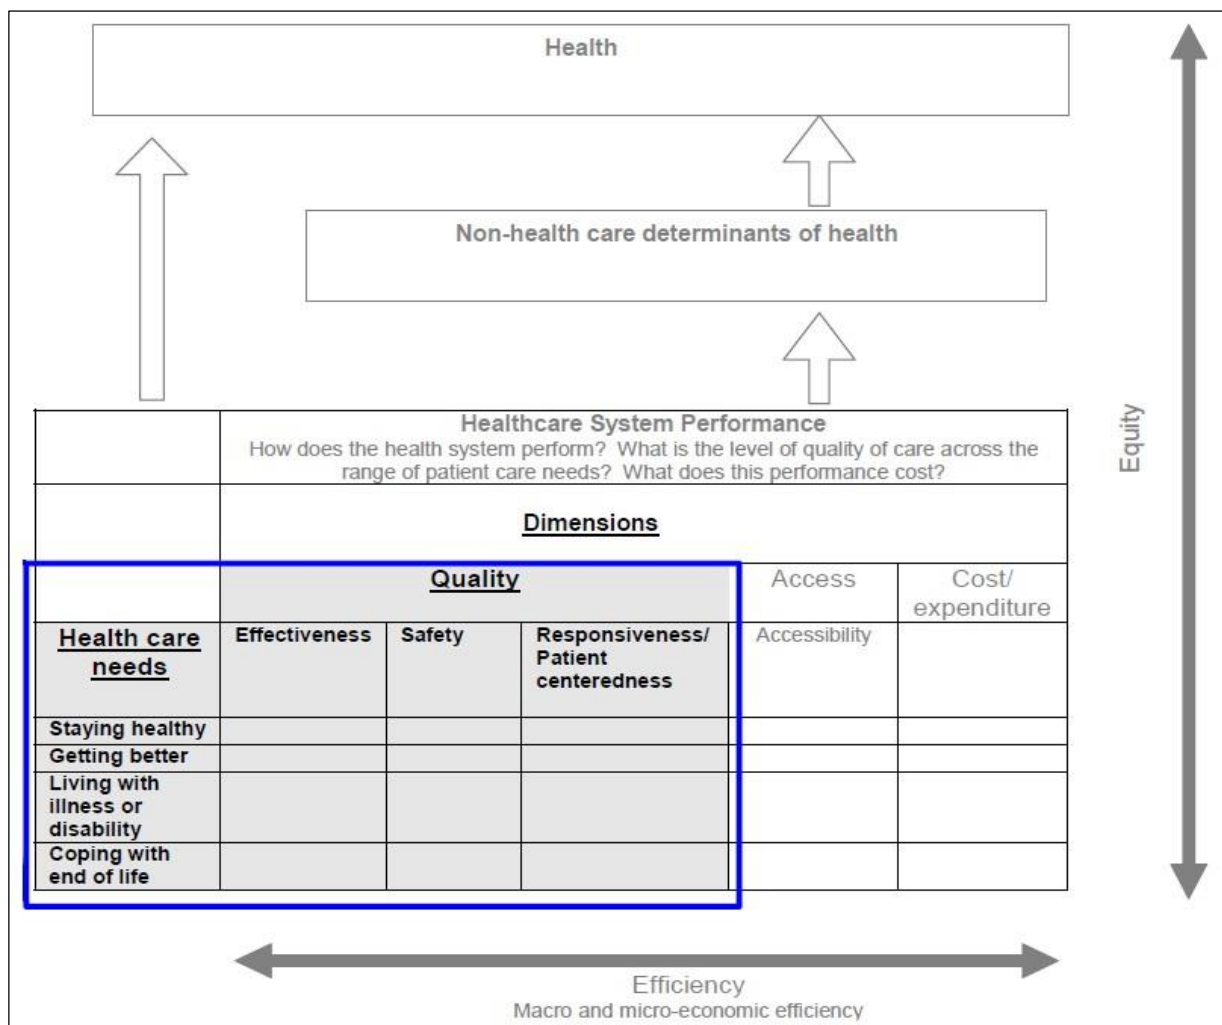 Health
Non-health care determinants of health
Healthcare System Performance
How does the health system perform? What is the level of quality of care across the
range of patient care needs? What does this performance cost?
Dimensions
Quality
Access
Cost/
expenditure
Health care
needs
Effectiveness
Safety
Responsiveness/
Patient
centeredness
Accessibility
Staying healthy
Getting better
Living with
illness or
disability
Coping with
end of life
Equity
Efficiency
Macro and micro-economic efficiency